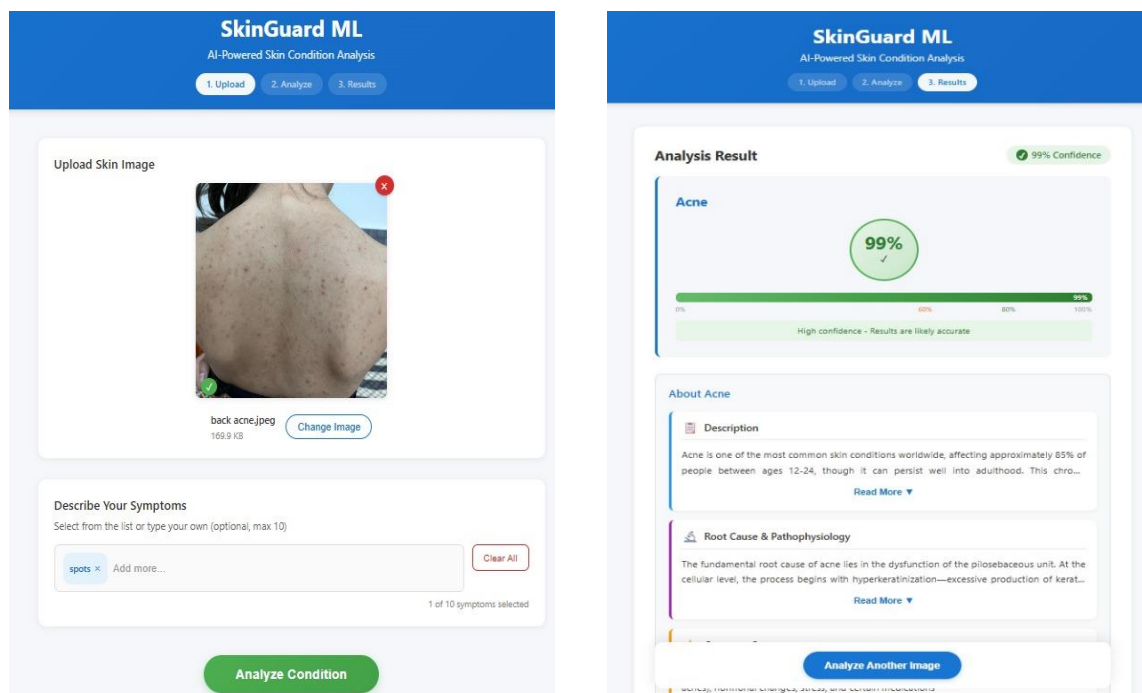 SkinGuard ML
AI-Powered Skin Condition Analysis
1. Upload 2. Analyze 3. Results
Upload Skin Image
x
back acne.jpeg
169.9 KB
Change Image
Describe Your Symptoms
Select from the list or type your own (optional, max 10)
spots × Add more...
Clear All
1 of 10 symptoms selected
Analyze Condition
SkinGuard ML
AI-Powered Skin Condition Analysis
1. Upload 2. Analyze 3. Results
Analysis Result
99% Confidence
Acne
99%
99%
0% 60% 80% 100%
High confidence - Results are likely accurate
About Acne
Description
Acne is one of the most common skin conditions worldwide, affecting approximately 85% of
people between ages 12-24, though it can persist well into adulthood. This chro...
Read More ▼
Root Cause & Pathophysiology
The fundamental root cause of acne lies in the dysfunction of the pilosebaceous unit. At the
cellular level, the process begins with hyperkeratinization—excessive production of kerat...
Read More ▼
Analyze Another Image